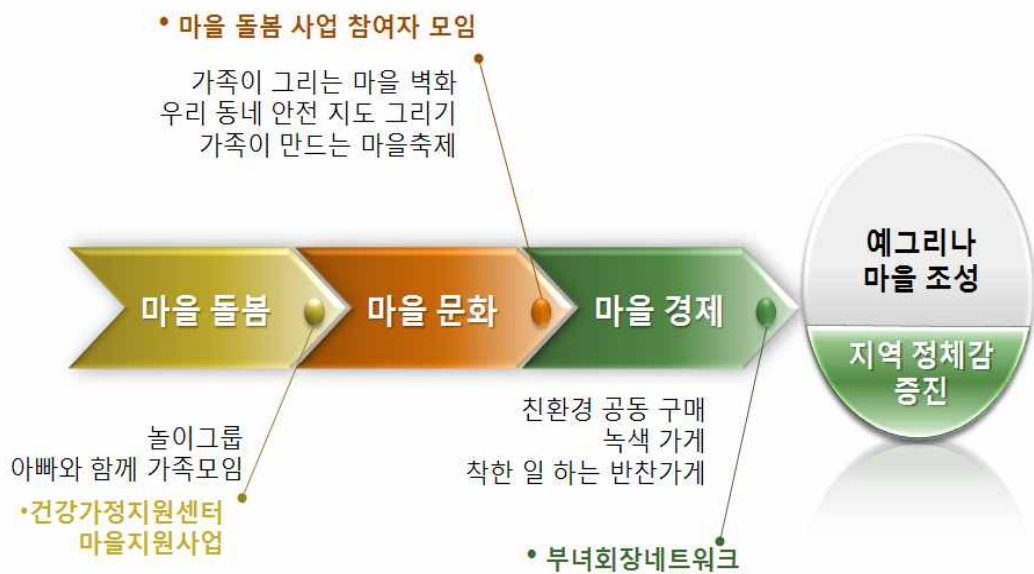 • 마을 돌봄 사업 참여자 모임
가족이 그리는 마을 벽화
우리 동네 안전 지도 그리기
가족이 만드는 마을축제
마을 돌봄
마을 문화
마을 경제
예그리나
마을 조성
지역 정체감
증진
놀이그룹
아빠와 함께 가족모임
•건강가정지원센터
마을지원사업
친환경 공동 구매
녹색 가게
착한 일 하는 반찬가게
• 부녀회장네트워크